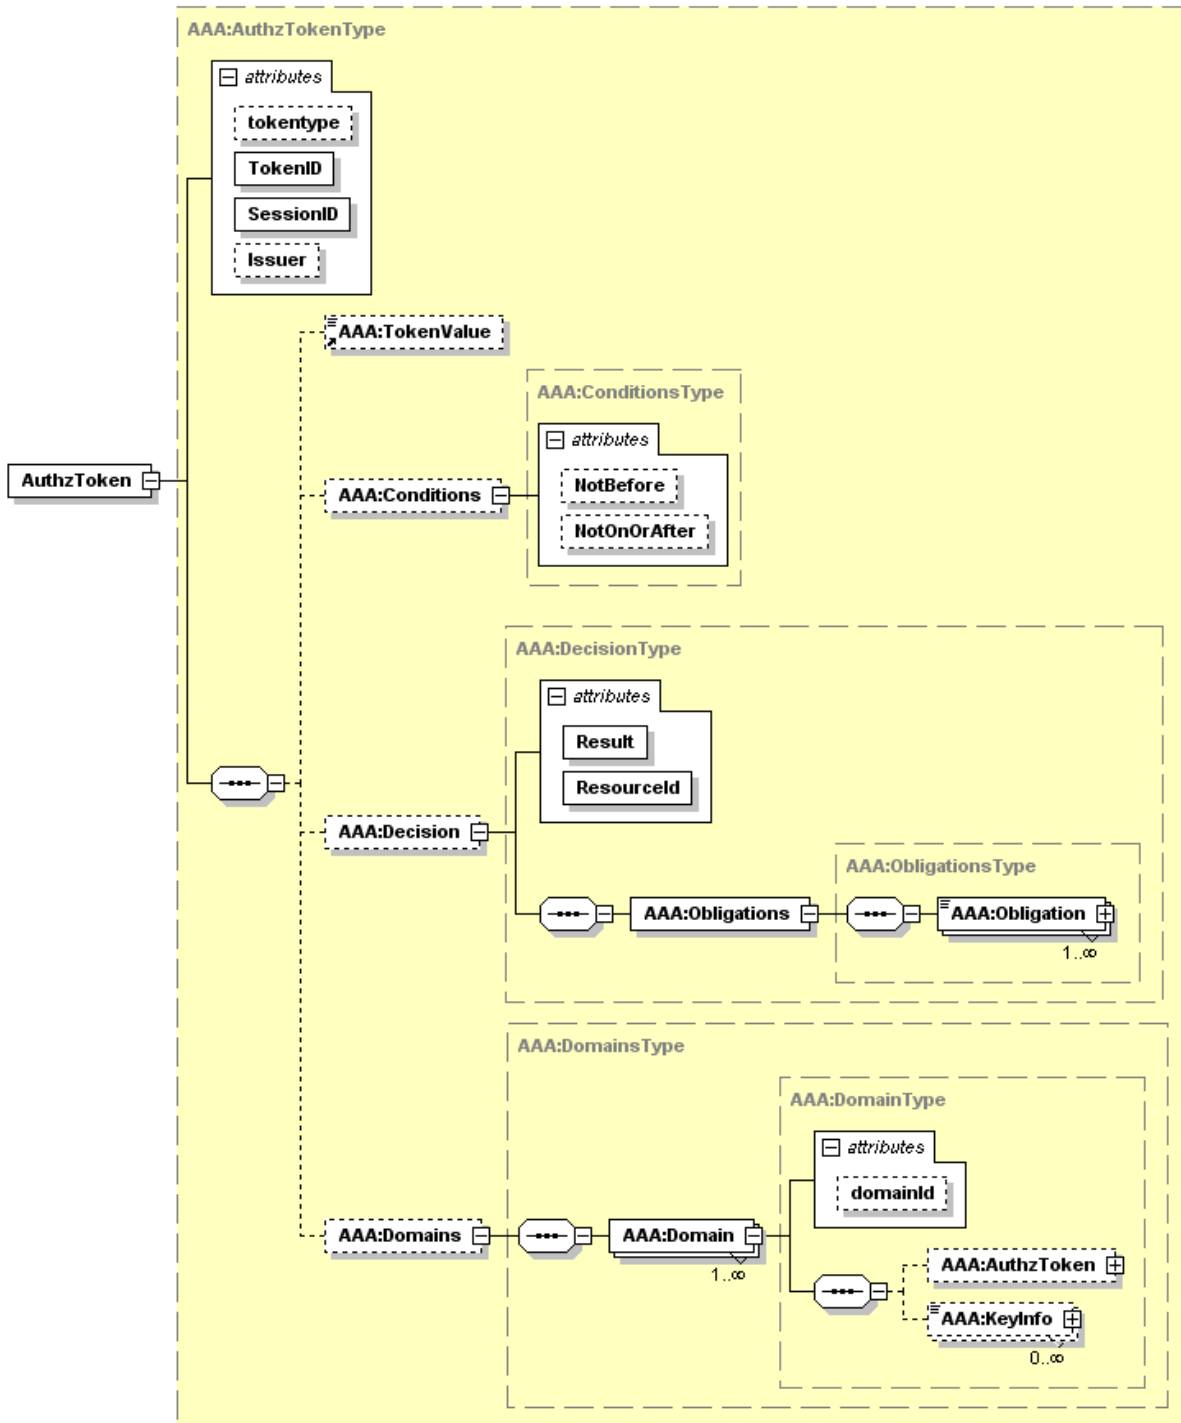 AAA:AuthzTokenType
attributes
tokentype
TokenID
SessionID
Issuer
AAA:TokenValue
AAA:ConditionsType
attributes
NotBefore
NotOnOrAfter
AuthzToken
AAA:Conditions
AAA:DecisionType
attributes
Result
ResourceId
AAA:Decision
AAA:ObligationsType
AAA:Obligations
AAA:Obligation
1..∞
AAA:DomainsType
AAA:DomainType
attributes
domainId
AAA:Domains
AAA:Domain
1..∞
AAA:AuthzToken
AAA:KeyInfo
0..∞